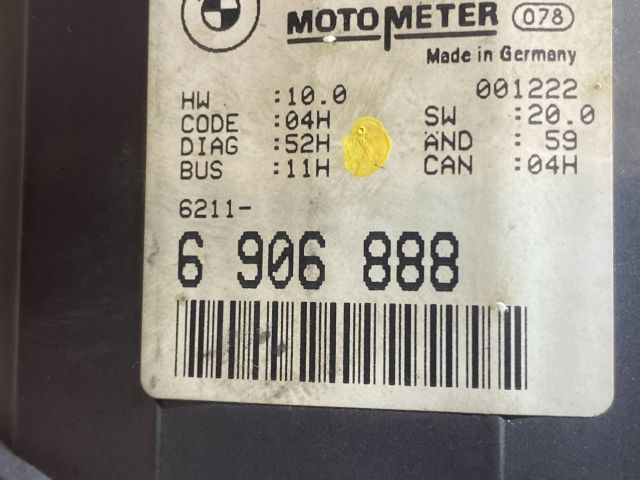 MOTOMETER 078
Made in Germany
001222
HW :10.0 SW :20.0
CODE :04H AND : 59
DIAG :52H CAN :04H
BUS :11H
6211-
6 906 888